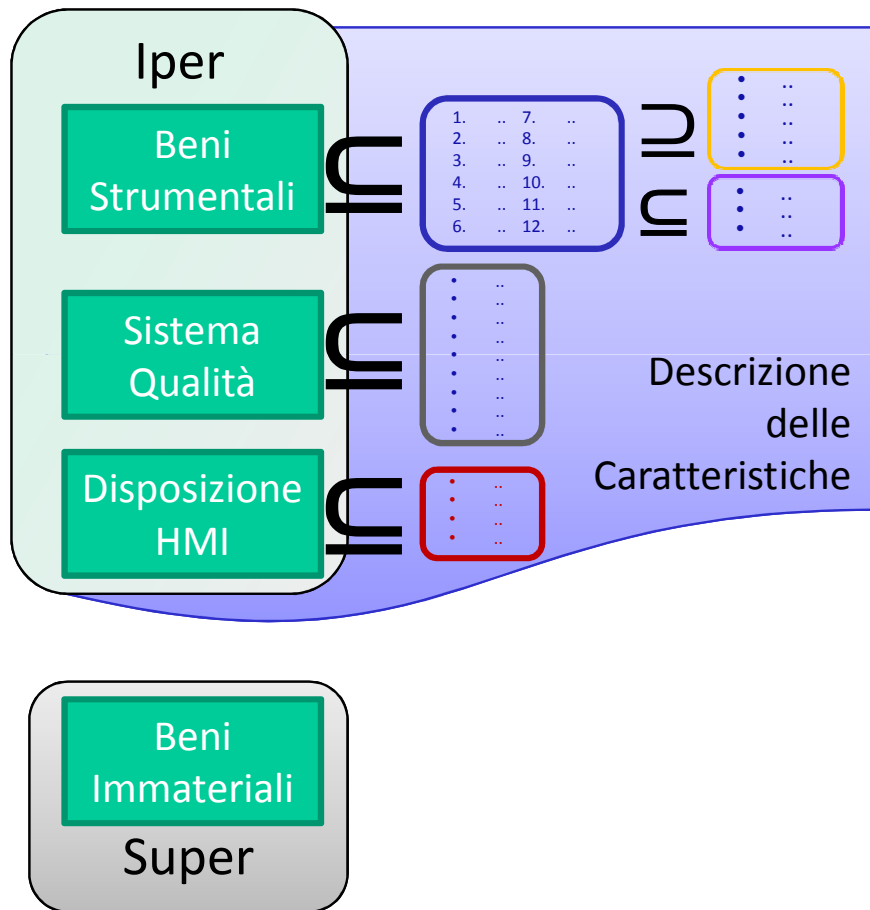 Iper
Beni
Strumentali
⊆
1. .. 7. ..
2. .. 8. ..
3. .. 9. ..
4. .. 10. ..
5. .. 11. ..
6. .. 12. ..
⊇
• ..
• ..
• ..
• ..
• ..
⊆
• ..
• ..
• ..
Sistema
Qualità
⊆
• ..
• ..
• ..
• ..
• ..
• ..
• ..
• ..
• ..
Descrizione
delle
Caratteristiche
Disposizione
HMI
⊆
• ..
• ..
• ..
• ..
Beni
Immateriali
Super